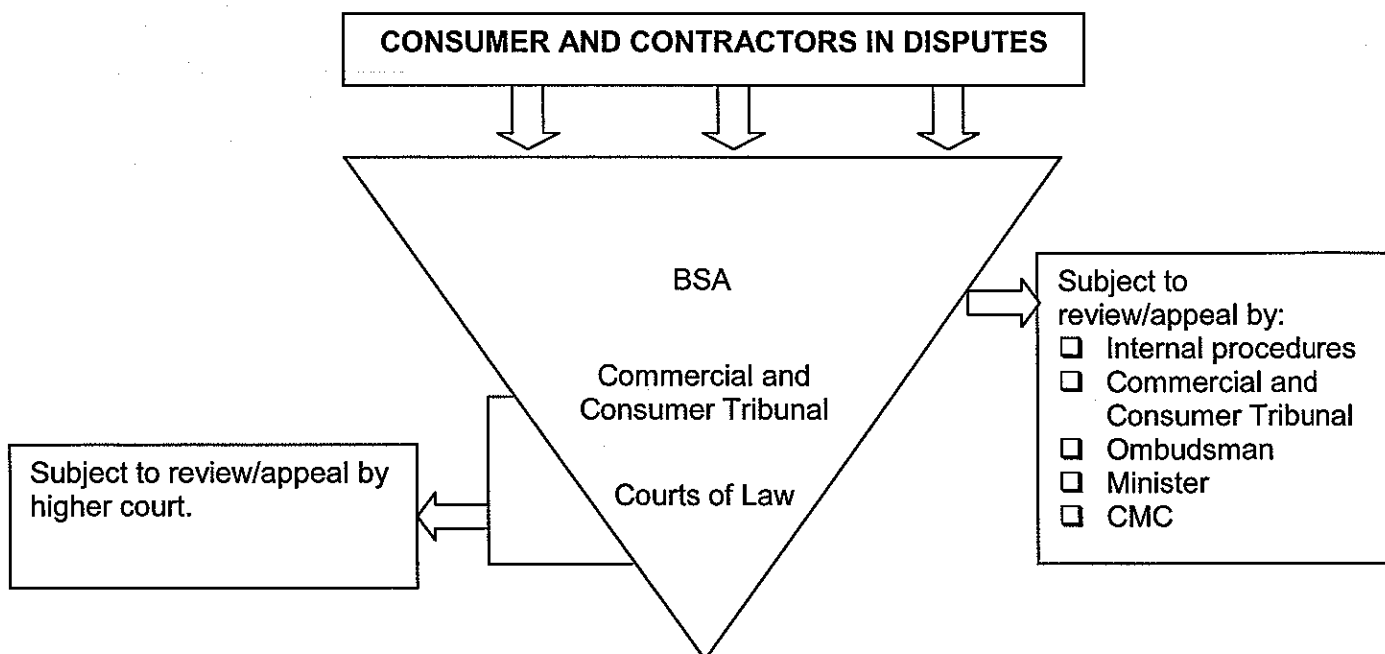 CONSUMER AND CONTRACTORS IN DISPUTES
BSA
Commercial and
Consumer Tribunal
Courts of Law
Subject to
review/appeal by:
❑ Internal procedures
❑ Commercial and
Consumer Tribunal
❑ Ombudsman
❑ Minister
❑ CMC
Subject to review/appeal by
higher court.